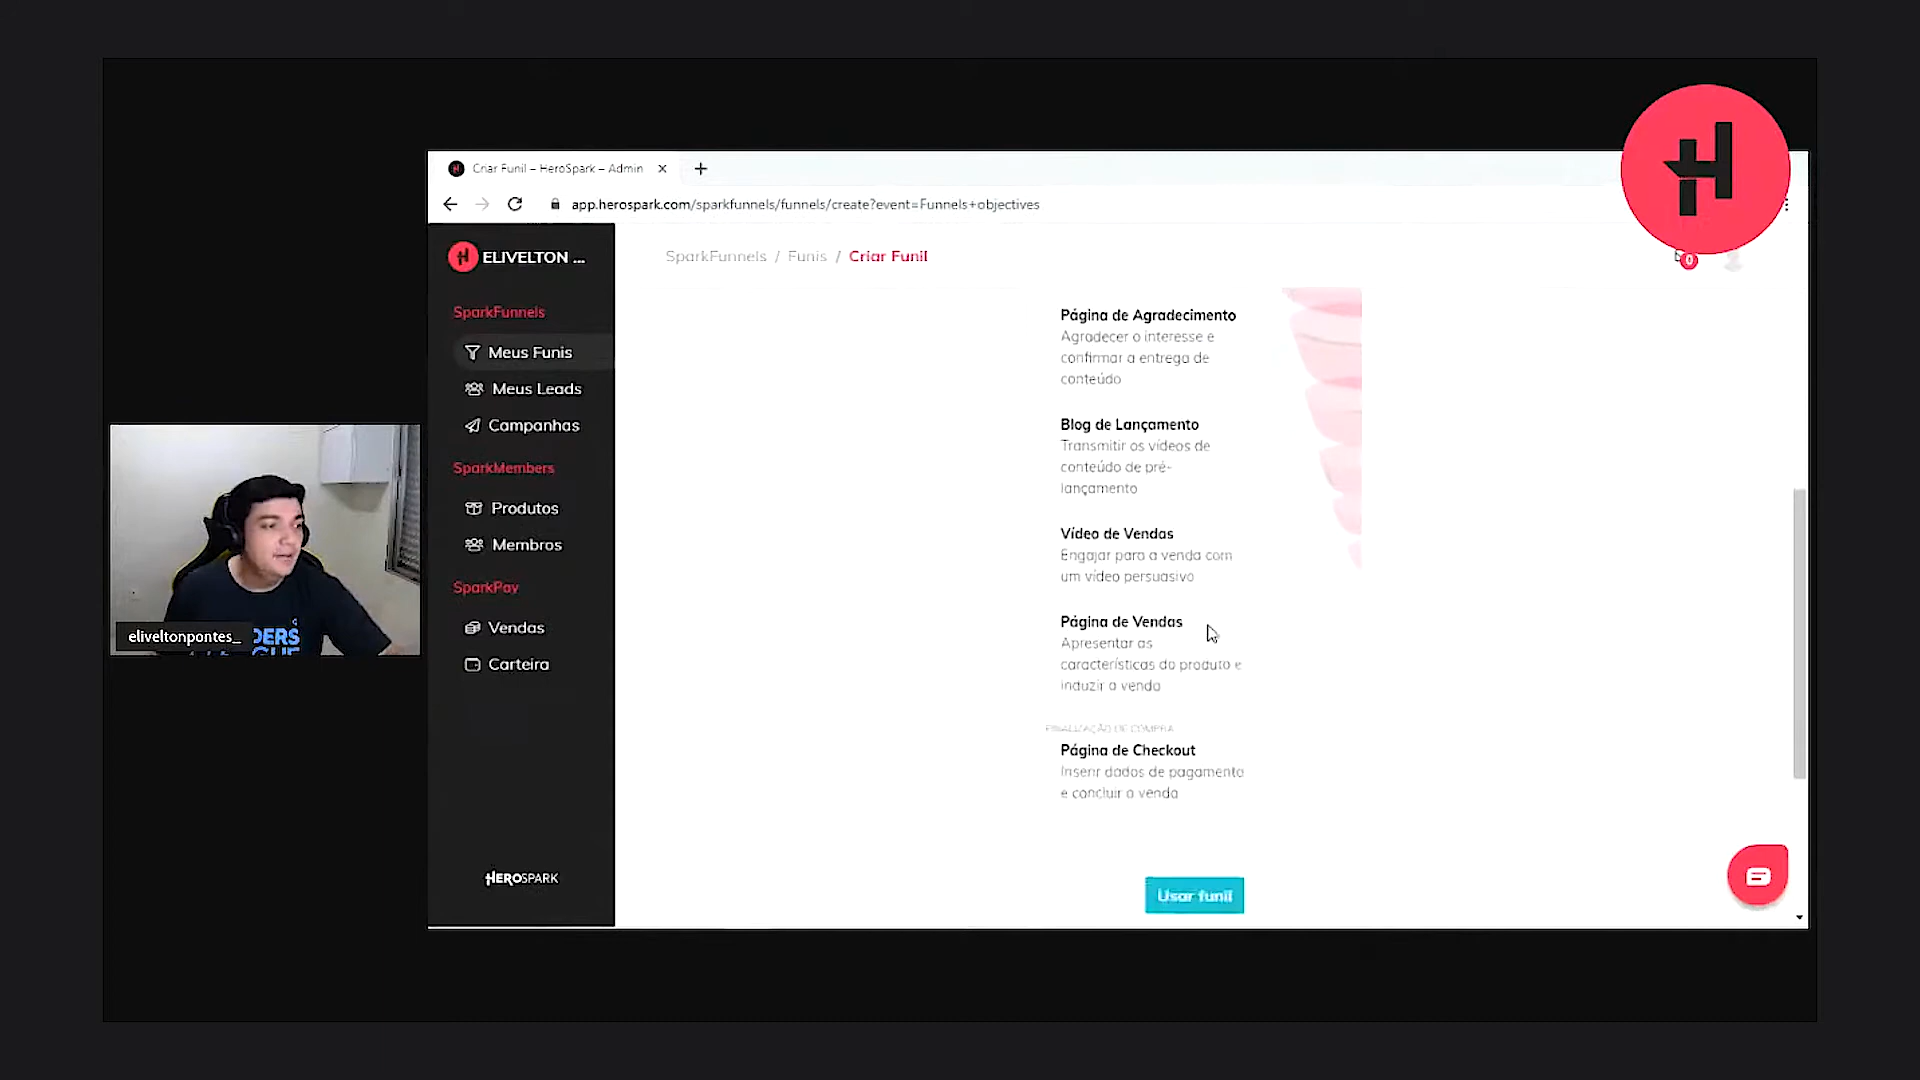 Criar Funil – HeroSpark – Admin
app.herospark.com/sparkfunnels/funnels/create?event=Funnels+objectives
ELIVELTON ...
SparkFunnels / Funis / Criar Funil
0
SparkFunnels
Meus Funis
Meus Leads
Campanhas
SparkMembers
Produtos
Membros
SparkPay
Vendas
Carteira
HEROSPARK
Página de Agradecimento
Agradecer o interesse e
confirmar a entrega de
conteúdo
Blog de Lançamento
Transmitir os vídeos de
conteúdo de pré-
lançamento
Vídeo de Vendas
Engajar para a venda com
um vídeo persuasivo
Página de Vendas
Apresentar as
características do produto e
induzir a venda
FINALIZAÇÃO DE COMPRA
Página de Checkout
Inserir dados de pagamento
e concluir a venda
Usar funil
eliveltonpontes_